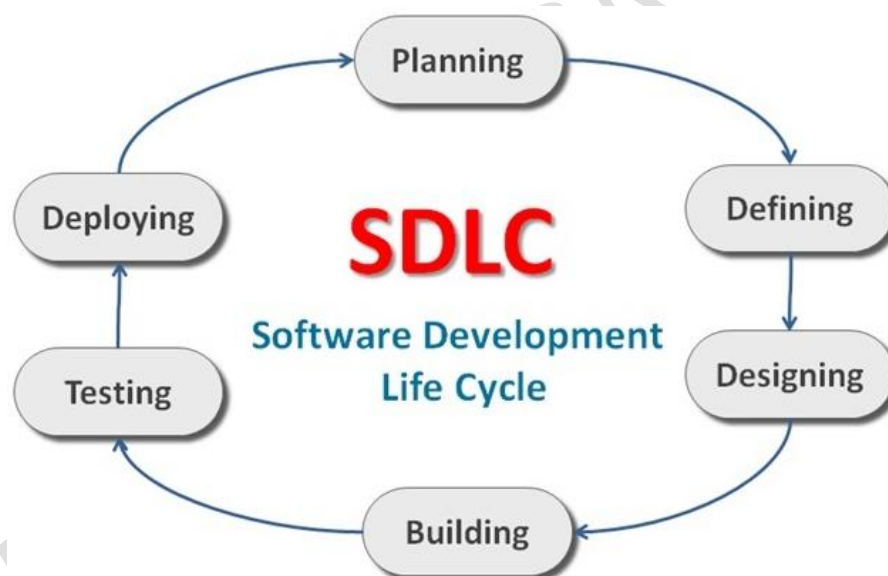 Planning
Defining
Designing
Building
Testing
Deploying
SDLC
Software Development
Life Cycle